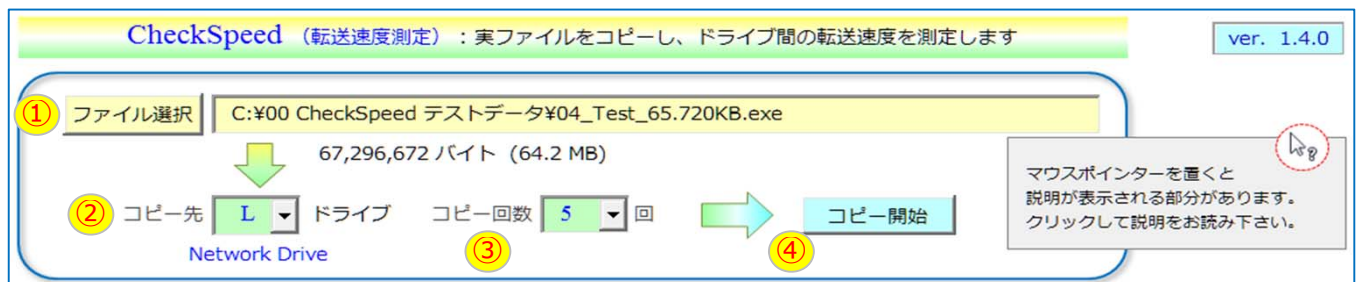 CheckSpeed （転送速度測定）：実ファイルをコピーし、ドライブ間の転送速度を測定します
ver. 1.4.0
① ファイル選択 C:¥00 CheckSpeed テストデータ¥04_Test_65.720KB.exe
67,296,672 バイト (64.2 MB)
② コピー先 L ドライブ コピー回数 5 回 コピー開始
Network Drive
③
④
マウスポインターを置くと
説明が表示される部分があります。
クリックして説明をお読み下さい。